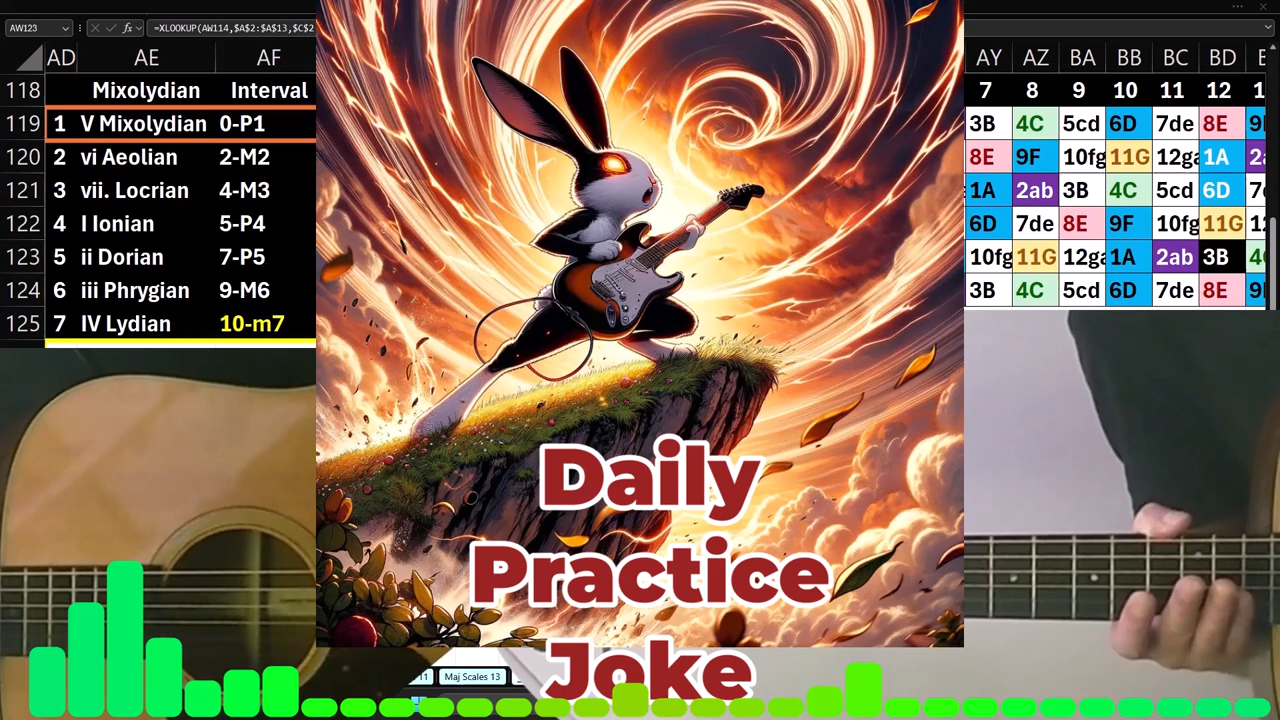 AW123 fx =XLOOKUP(AW114,$A$2:$A$13,$C$2
AD AE AF
118 Mixolydian Interval
119 1 V Mixolydian 0-P1
120 2 vi Aeolian 2-M2
121 3 vii. Locrian 4-M3
122 4 I Ionian 5-P4
123 5 ii Dorian 7-P5
124 6 iii Phrygian 9-M6
125 7 IV Lydian 10-m7
AY AZ BA BB BC BD
7 8 9 10 11 12
3B 4C 5cd 6D 7de 8E
8E 9F 10fg 11G 12ga 1A
1A 2ab 3B 4C 5cd 6D
6D 7de 8E 9F 10fg 11G
10fg 11G 12ga 1A 2ab 3B
3B 4C 5cd 6D 7de 8E
Daily
Practice
Joke
11 Maj Scales 13